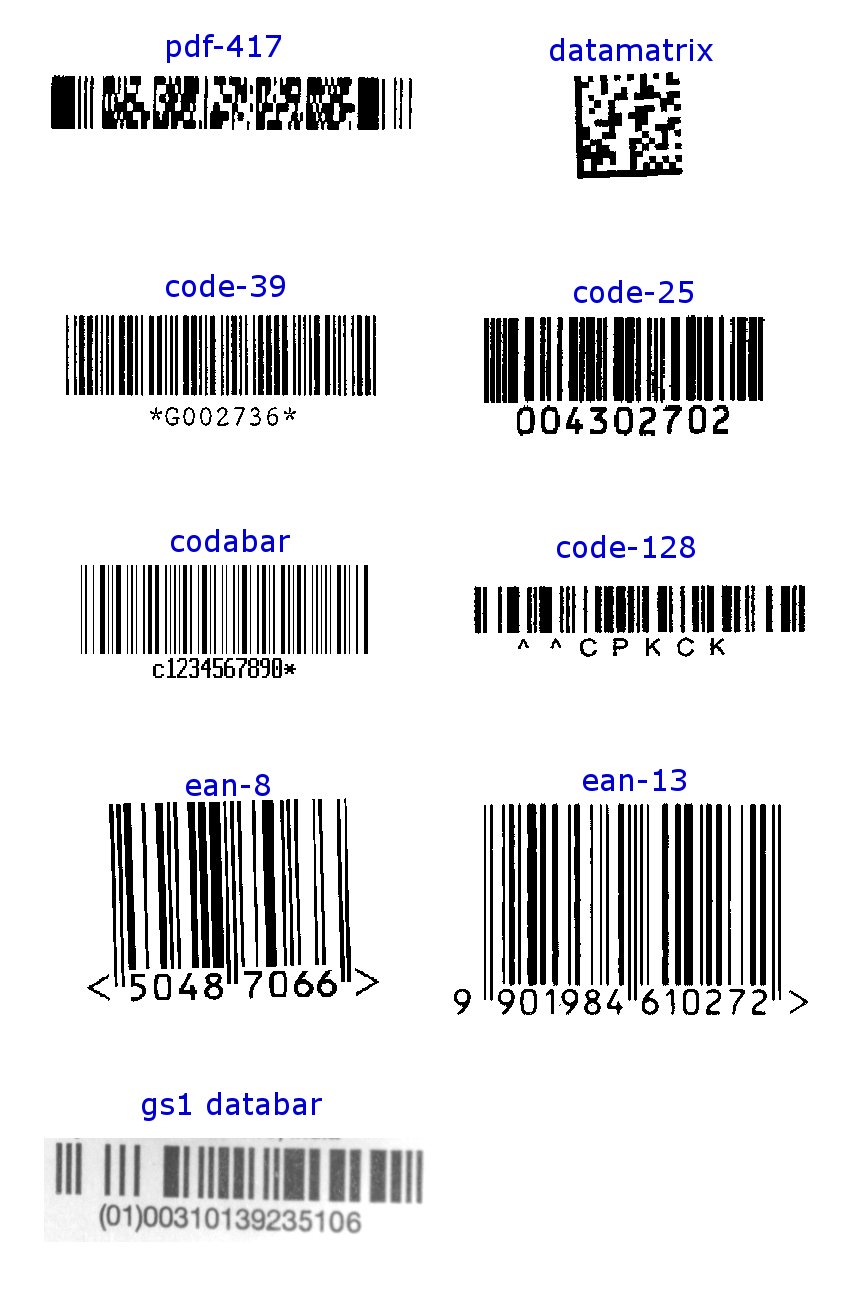 pdf-417
datamatrix
code-39
code-25
*G002736*
004302702
codabar
code-128
c1234567890*
^ ^ C P K C K
ean-8
ean-13
< 5048 7066 >
9 901984 610272 >
gs1 databar
(01)00310139235106